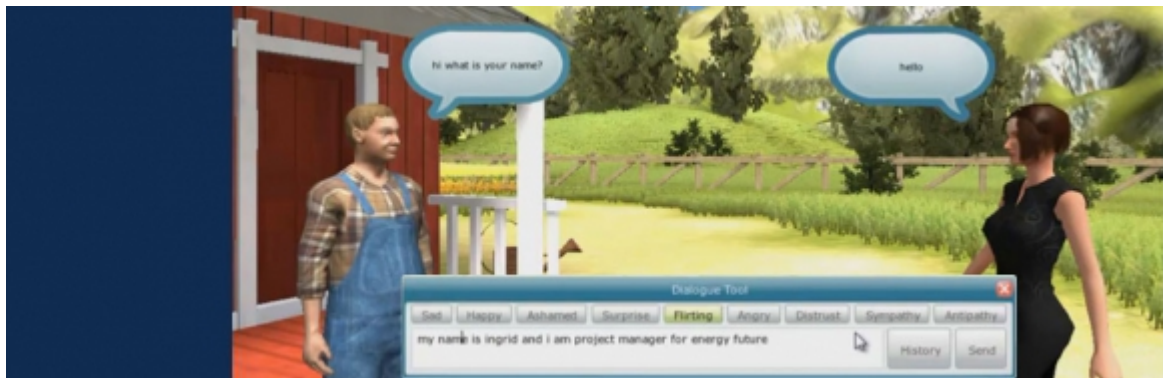 hi what is your name?
hello
Dialogue Tool
Sad Happy Ashamed Surprise Flirting Angry Distrust Sympathy Antipathy
my name is ingrid and i am project manager for energy future
History Send